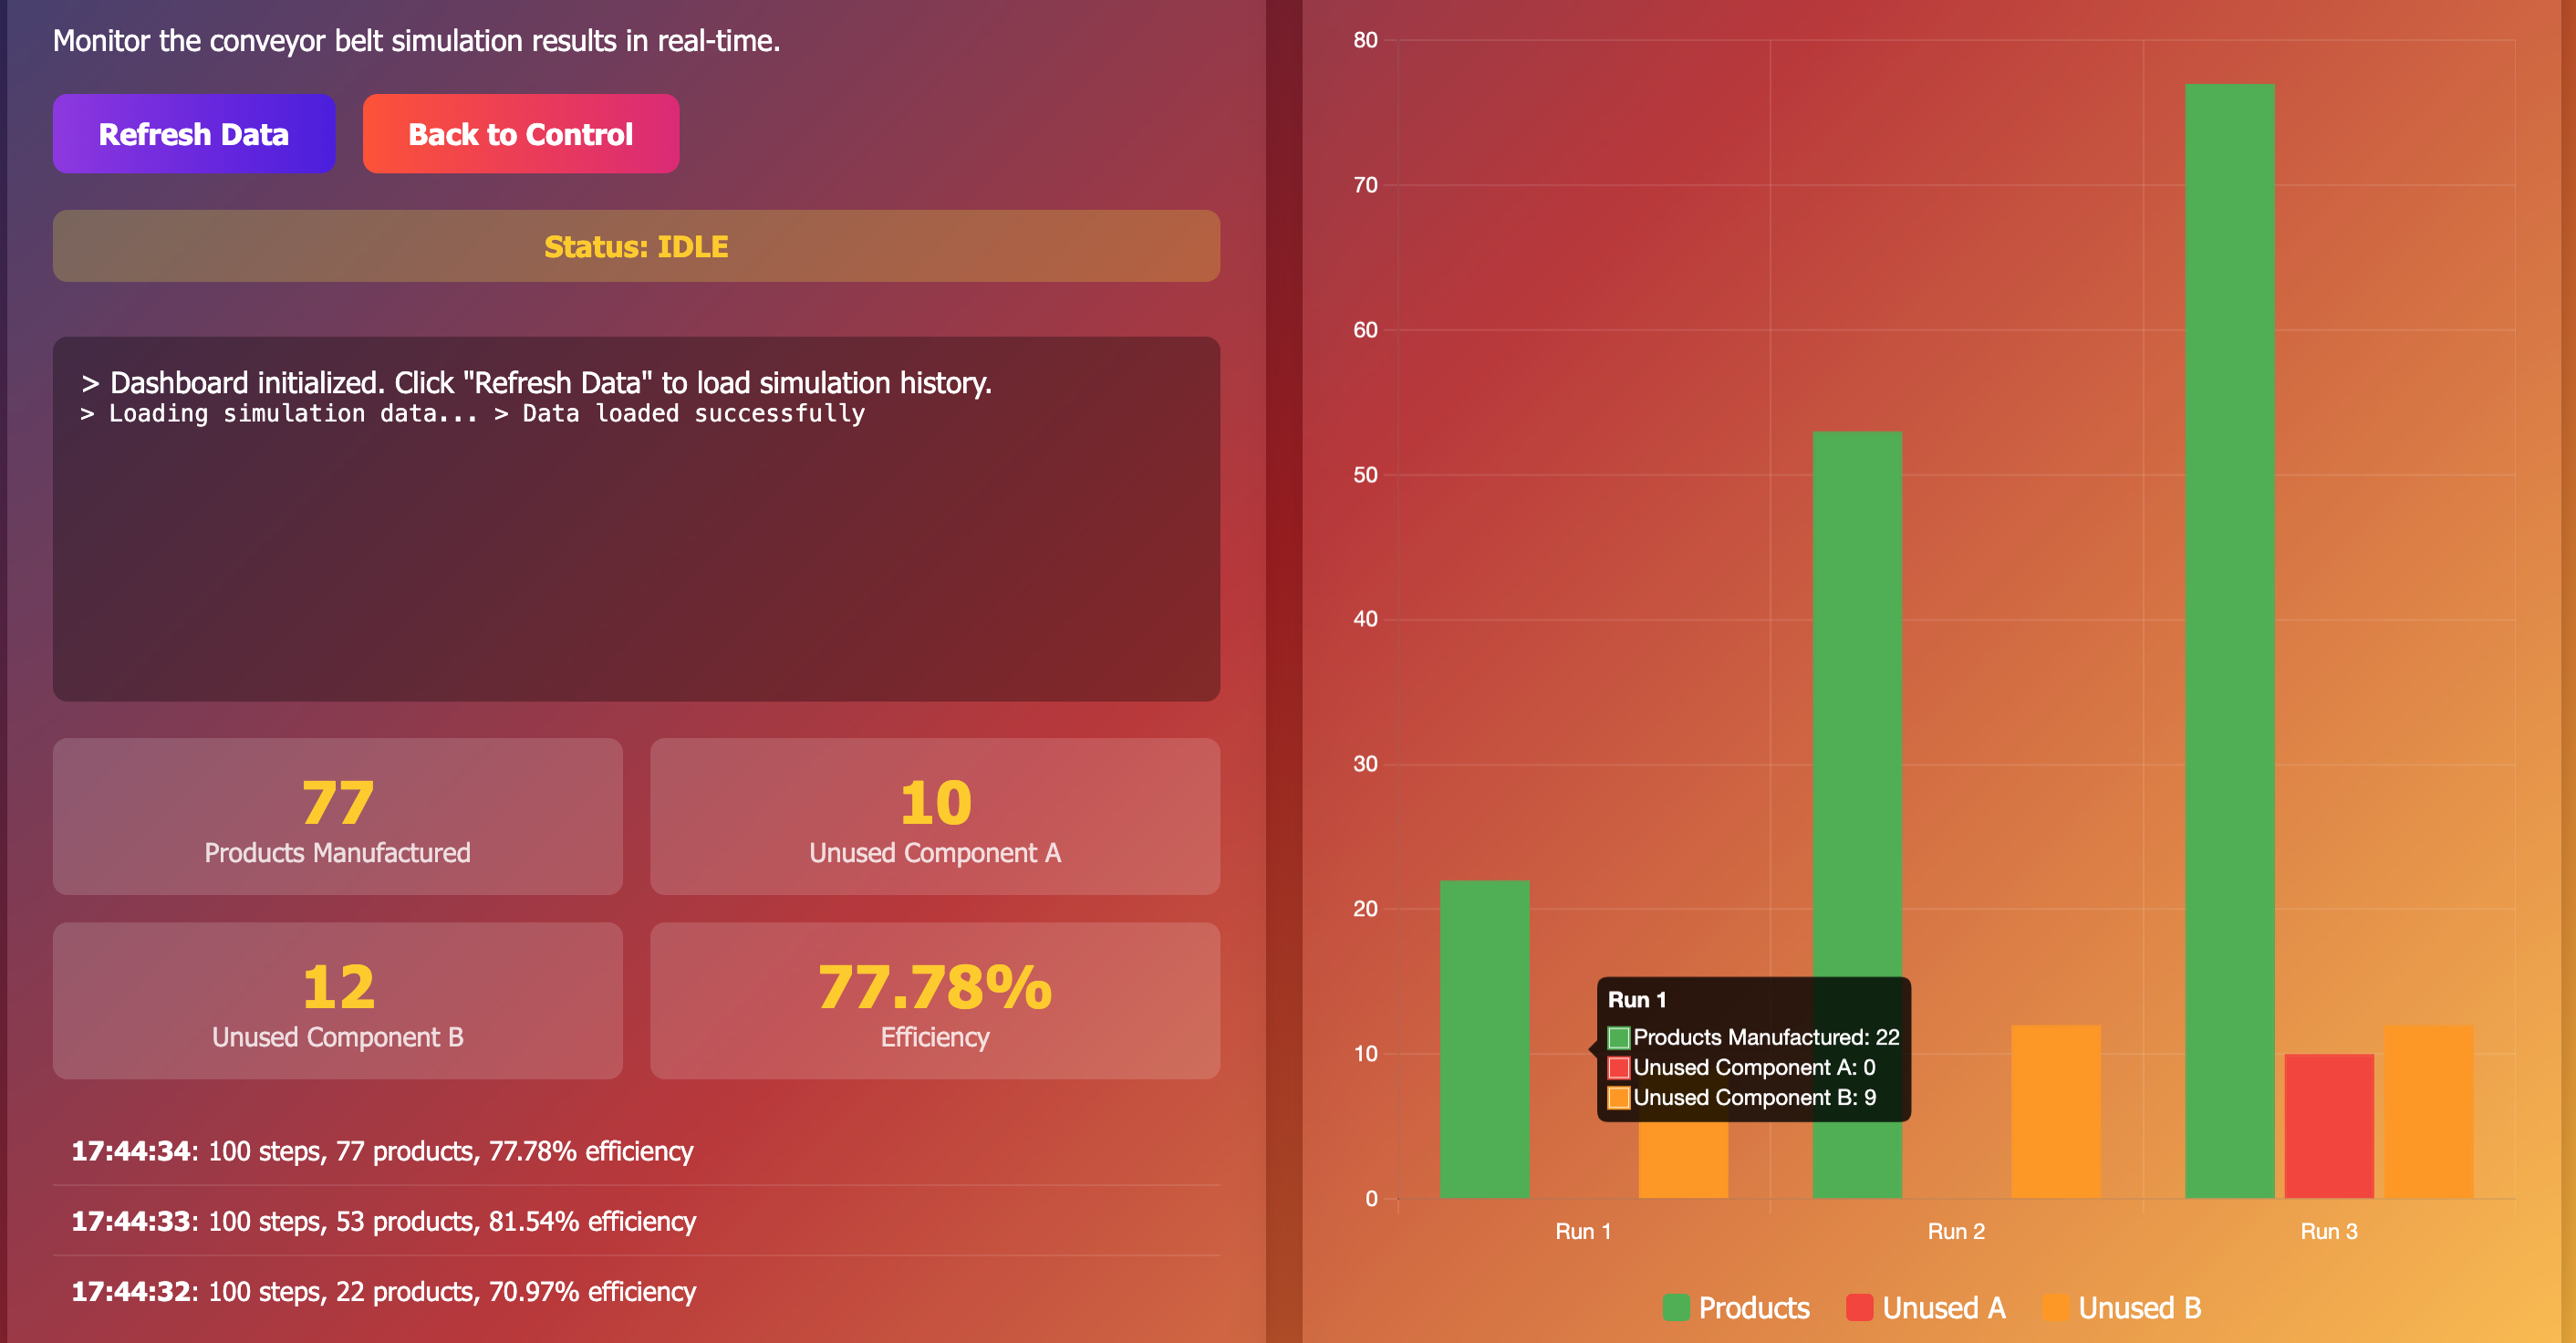 Monitor the conveyor belt simulation results in real-time.
Refresh Data
Back to Control
Status: IDLE
> Dashboard initialized. Click "Refresh Data" to load simulation history.
> Loading simulation data... > Data loaded successfully
77
Products Manufactured
10
Unused Component A
12
Unused Component B
77.78%
Efficiency
17:44:34: 100 steps, 77 products, 77.78% efficiency
17:44:33: 100 steps, 53 products, 81.54% efficiency
17:44:32: 100 steps, 22 products, 70.97% efficiency
80
70
60
50
40
30
20
10
0
Run 1
Products Manufactured: 22
Unused Component A: 0
Unused Component B: 9
Run 1
Run 2
Run 3
Products
Unused A
Unused B